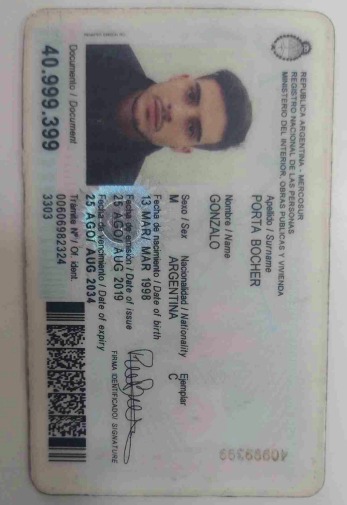 REPUBLICA ARGENTINA - MERCOSUR
REGISTRO NACIONAL DE LAS PERSONAS
MINISTERIO DEL INTERIOR, OBRAS PUBLICAS Y VIVIENDA
Apellido / Surname
PORTA BOCHER
Nombre / Name
GONZALO
Sexo / Sex
Nacionalidad / Nationality
Ejemplar
M
ARGENTINA
C
Fecha de nacimiento / Date of birth
13 MAR/ MAR 1998
Fecha de emisión / Date of issue
26 AGO/ AUG 2019
Fecha de vencimiento / Date of expiry
25 AGO/ AUG 2034
FIRMA IDENTIFICADO/ SIGNATURE
Documento / Document
40.999.399
Trámite Nº / Of. ident.
00606982324
3303
40999399